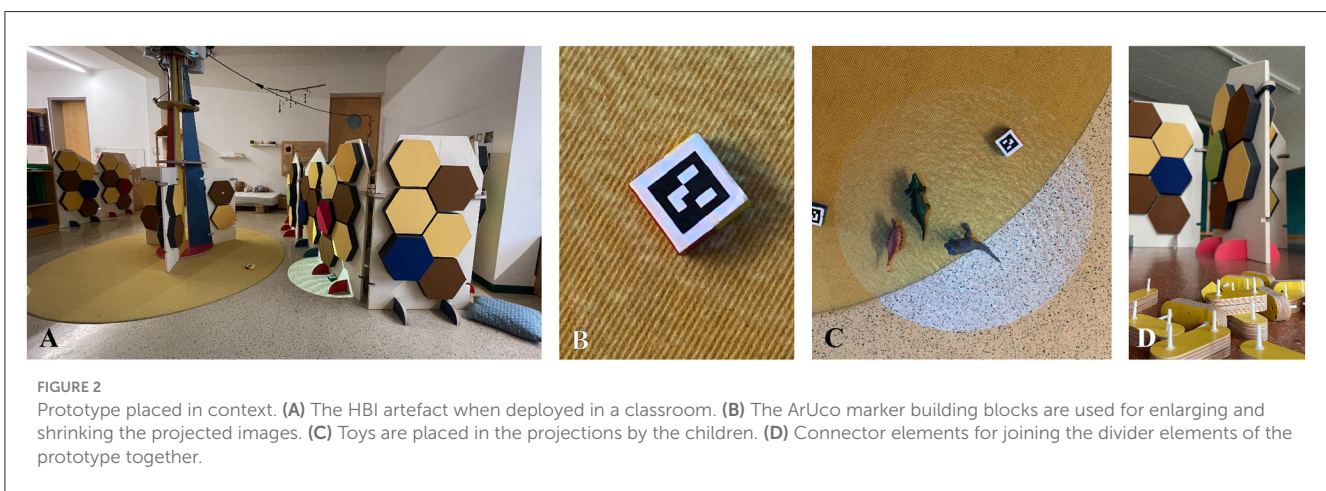 A
B
C
D
FIGURE 2
Prototype placed in context. (A) The HBI artefact when deployed in a classroom. (B) The ArUco marker building blocks are used for enlarging and
shrinking the projected images. (C) Toys are placed in the projections by the children. (D) Connector elements for joining the divider elements of the
prototype together.